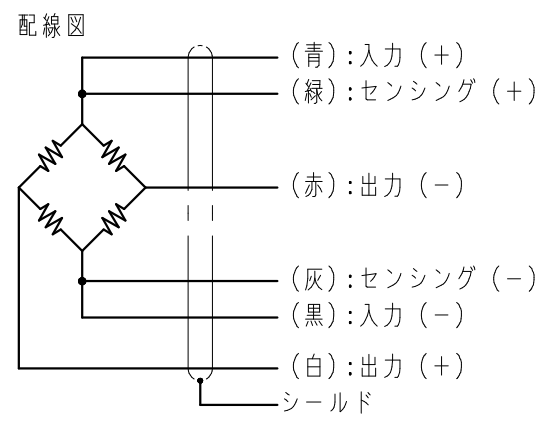 配線図
（青）：入力（＋）
（緑）：センシング（＋）
（赤）：出力（－）
（灰）：センシング（－）
（黒）：入力（－）
（白）：出力（＋）
シールド